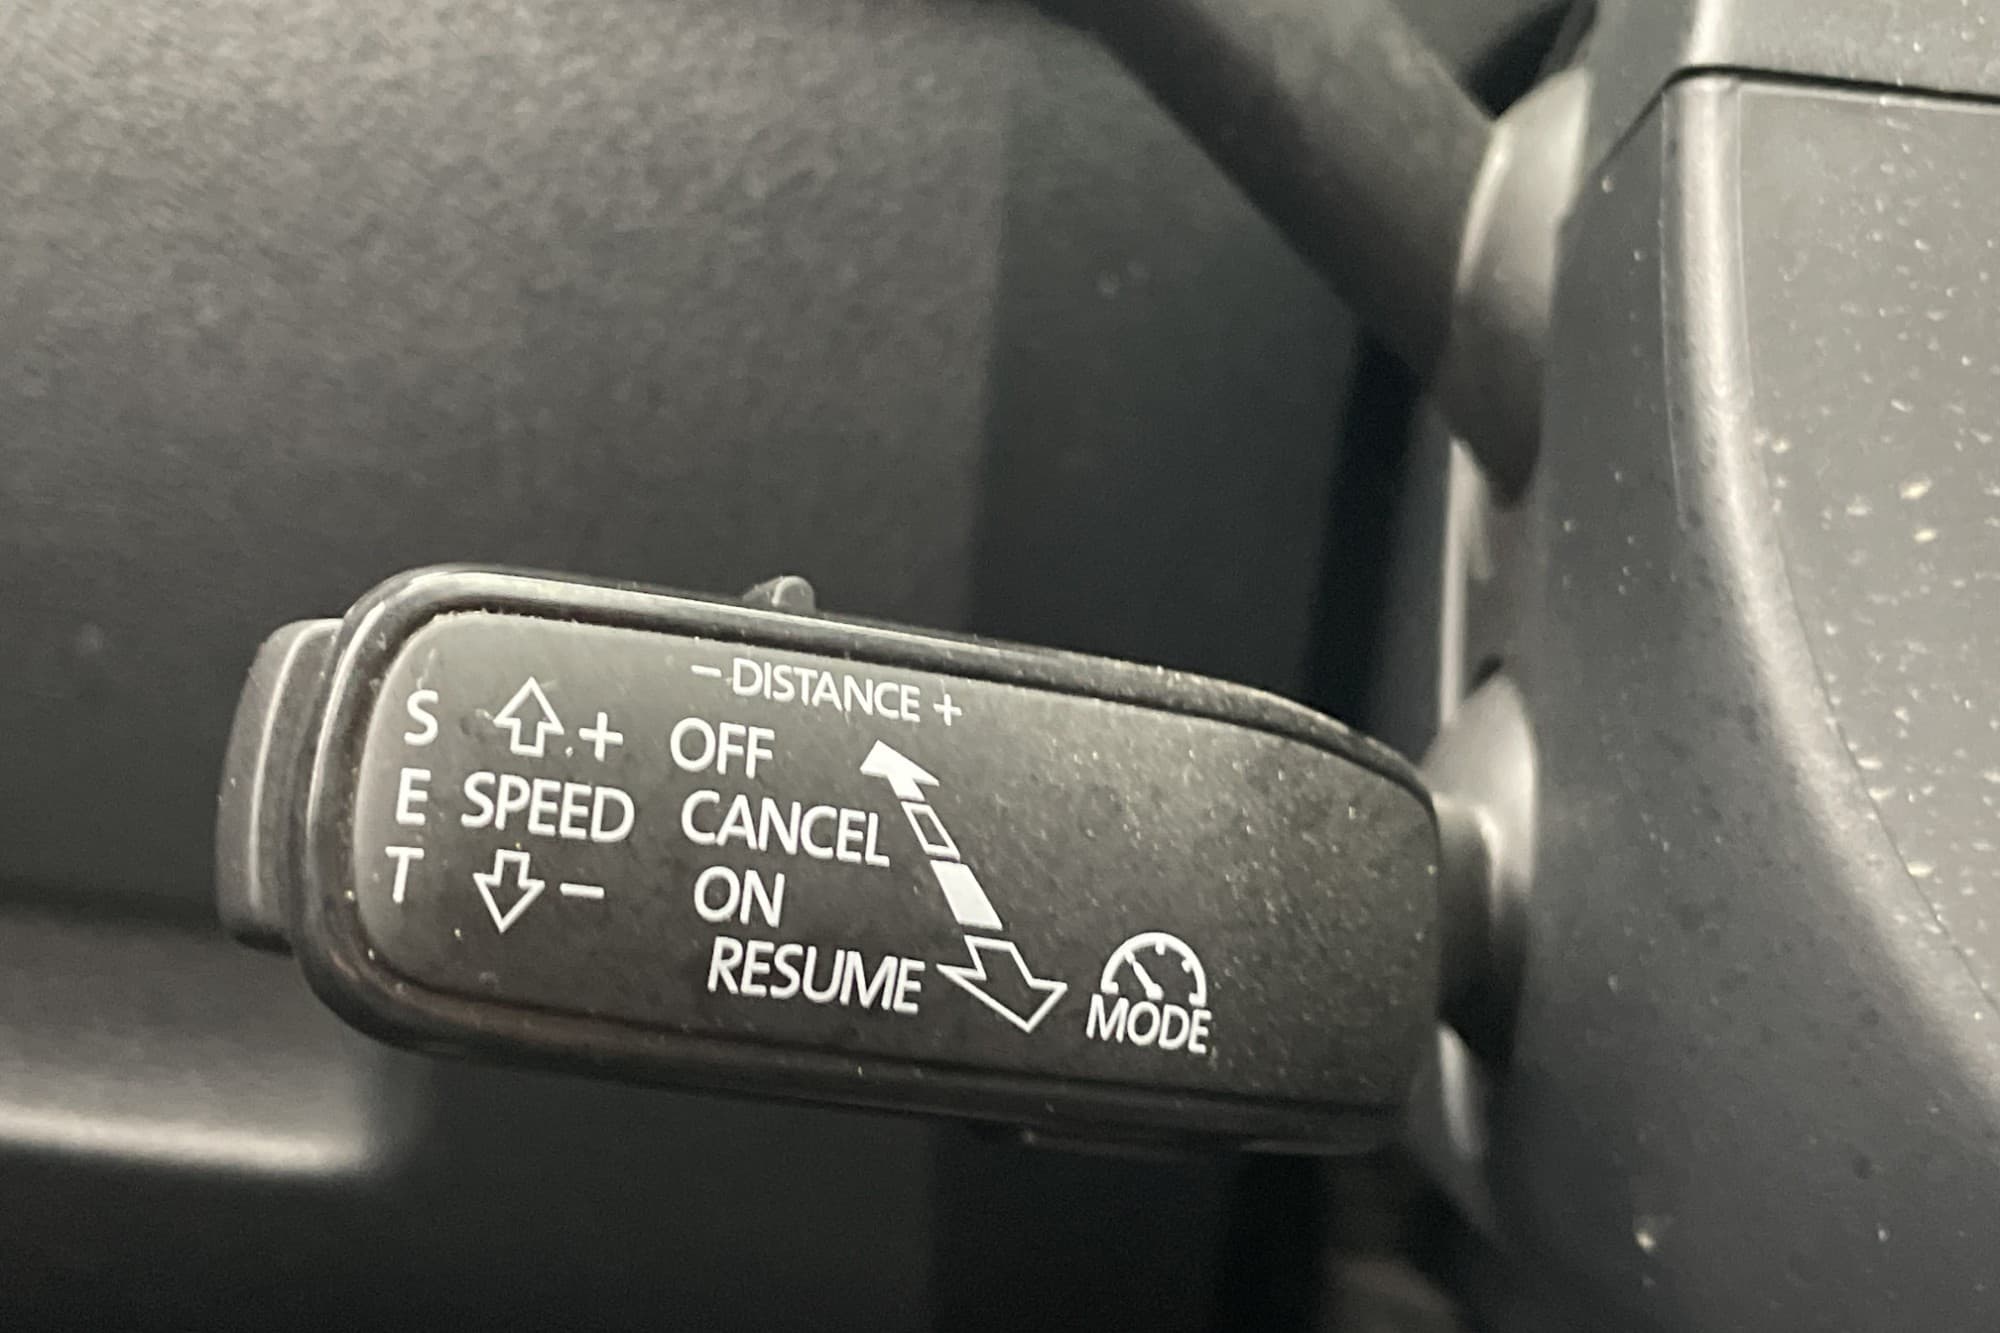 – DISTANCE +
S + OFF
E SPEED CANCEL
T – ON
RESUME
MODE